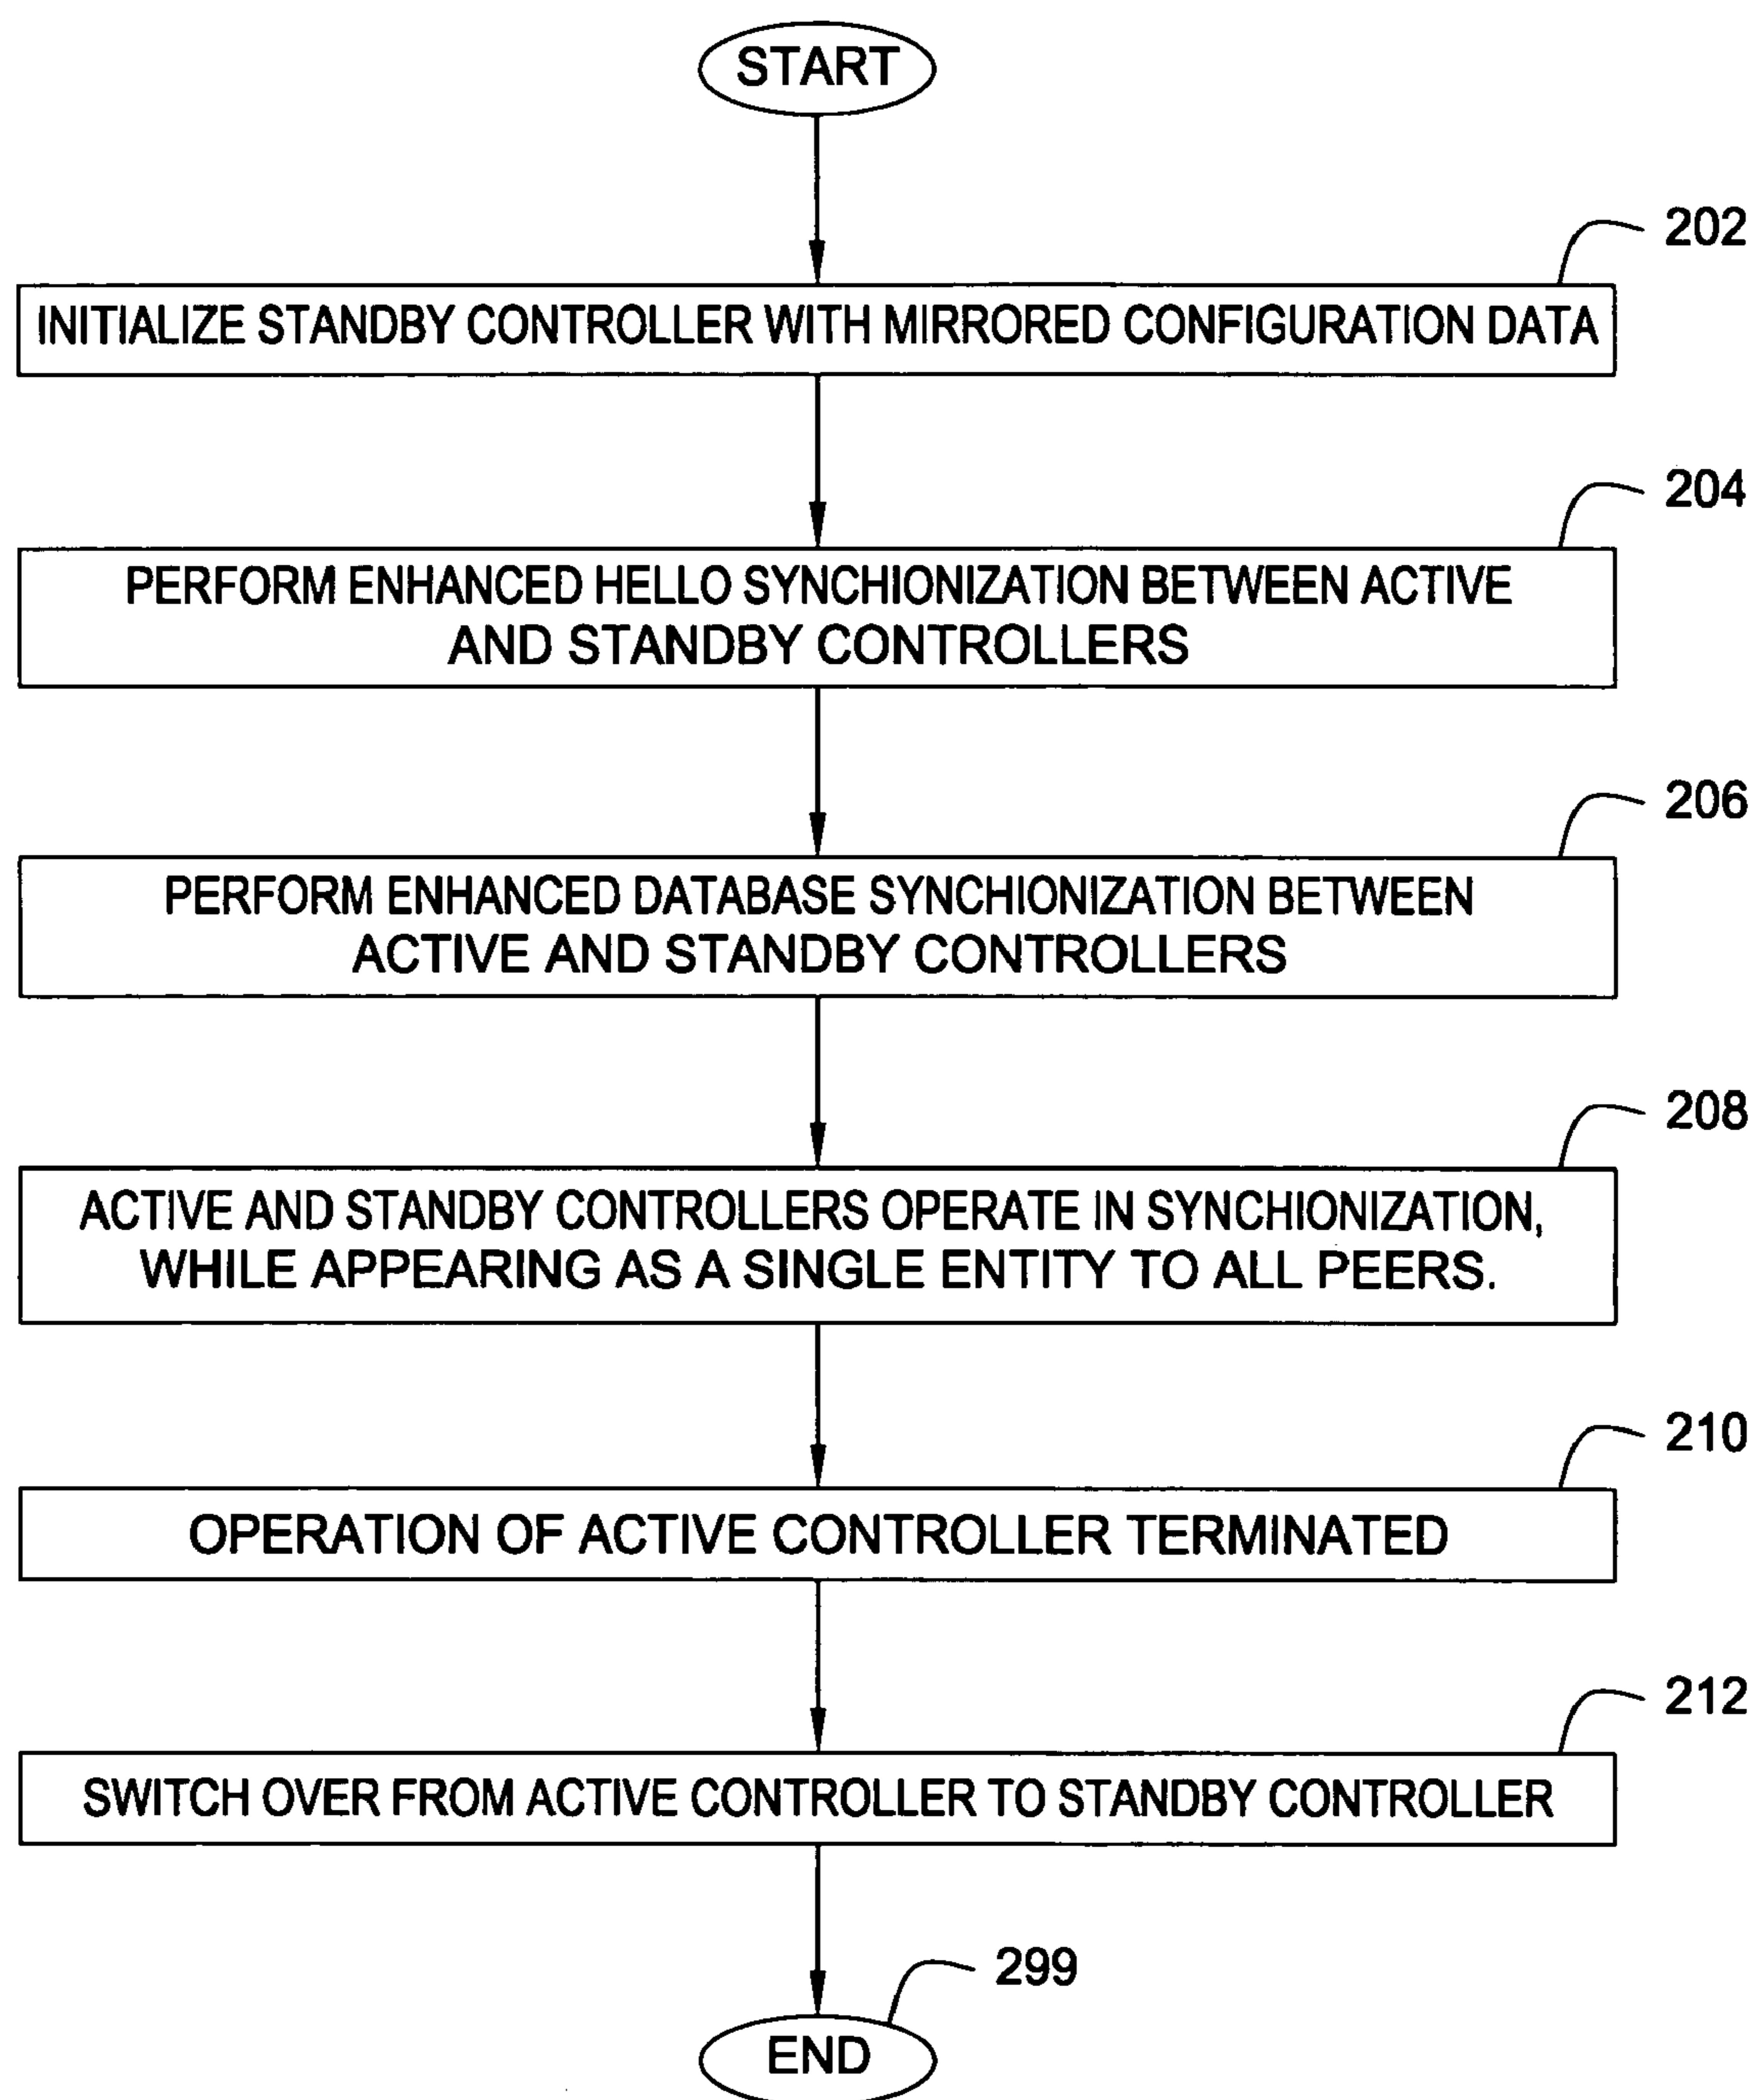 START
202
INITIALIZE STANDBY CONTROLLER WITH MIRRORED CONFIGURATION DATA
204
PERFORM ENHANCED HELLO SYNCHIONIZATION BETWEEN ACTIVE
AND STANDBY CONTROLLERS
206
PERFORM ENHANCED DATABASE SYNCHIONIZATION BETWEEN
ACTIVE AND STANDBY CONTROLLERS
208
ACTIVE AND STANDBY CONTROLLERS OPERATE IN SYNCHIONIZATION,
WHILE APPEARING AS A SINGLE ENTITY TO ALL PEERS.
210
OPERATION OF ACTIVE CONTROLLER TERMINATED
212
SWITCH OVER FROM ACTIVE CONTROLLER TO STANDBY CONTROLLER
299
END